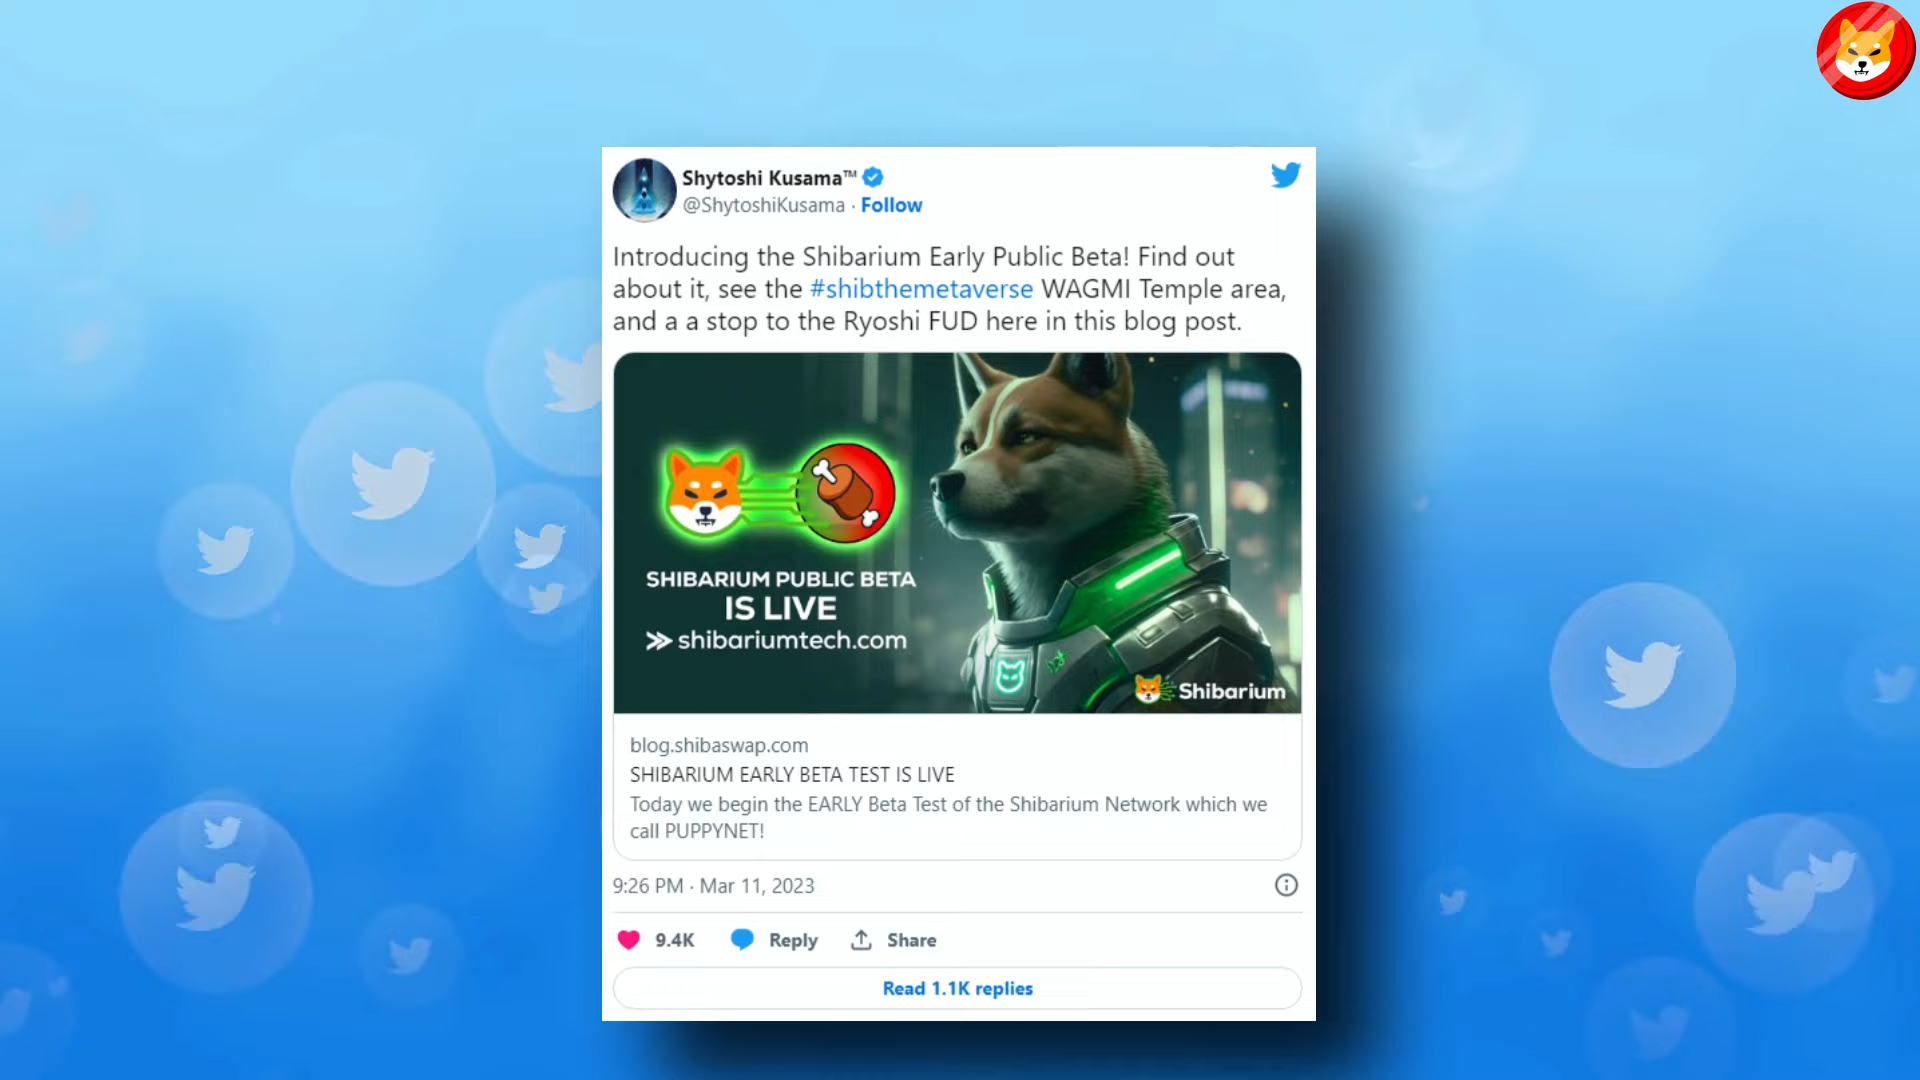 Shytoshi Kusama™
@ShytoshiKusama · Follow
Introducing the Shibarium Early Public Beta! Find out
about it, see the #shibthemetaverse WAGMI Temple area,
and a a stop to the Ryoshi FUD here in this blog post.
SHIBARIUM PUBLIC BETA
IS LIVE
shibariumtech.com
Shibarium
blog.shibaswap.com
SHIBARIUM EARLY BETA TEST IS LIVE
Today we begin the EARLY Beta Test of the Shibarium Network which we
call PUPPYNET!
9:26 PM · Mar 11, 2023
9.4K Reply Share
Read 1.1K replies